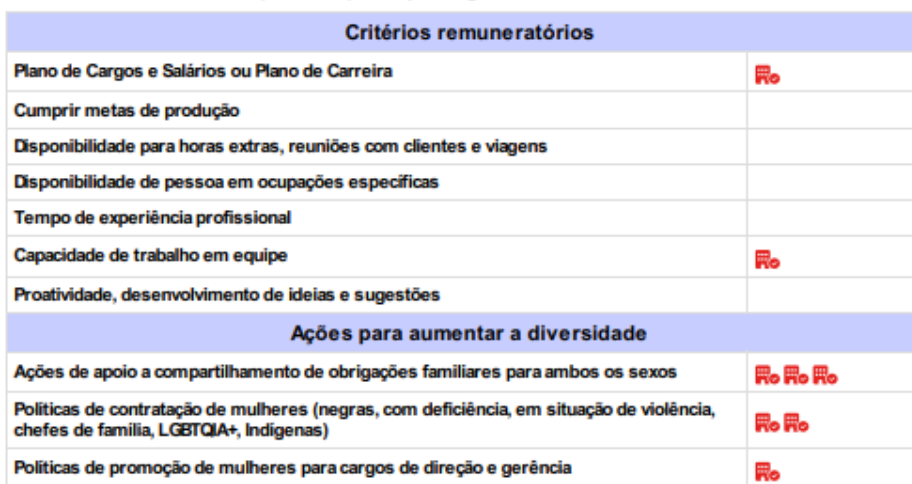 Critérios remuneratórios
Plano de Cargos e Salários ou Plano de Carreira
Cumprir metas de produção
Disponibilidade para horas extras, reuniões com clientes e viagens
Disponibilidade de pessoa em ocupações específicas
Tempo de experiência profissional
Capacidade de trabalho em equipe
Proatividade, desenvolvimento de ideias e sugestões
Ações para aumentar a diversidade
Ações de apoio a compartilhamento de obrigações familiares para ambos os sexos
Políticas de contratação de mulheres (negras, com deficiência, em situação de violência,
chefes de família, LGBTQIA+, Indígenas)
Políticas de promoção de mulheres para cargos de direção e gerência